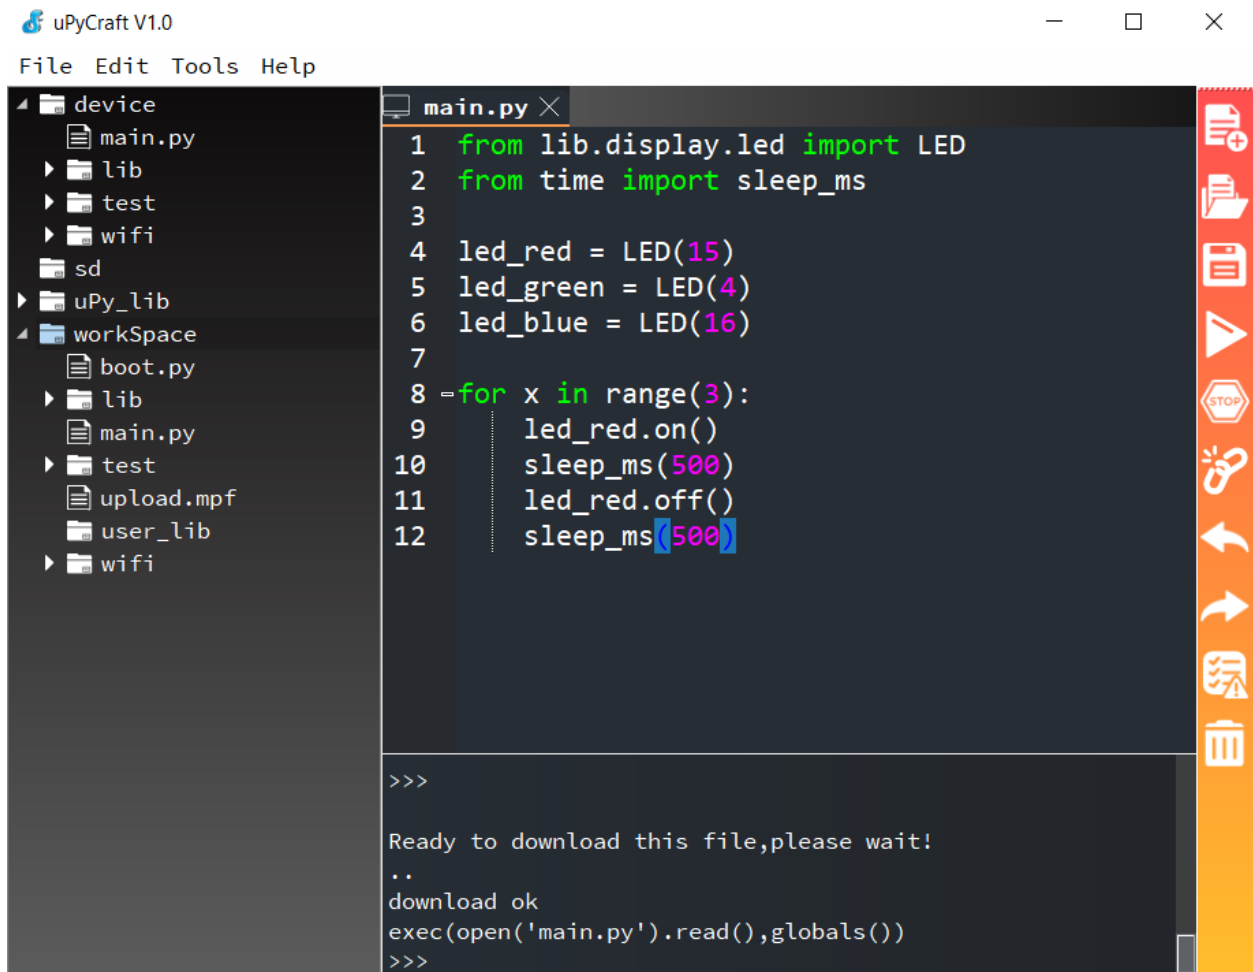 uPyCraft V1.0
File Edit Tools Help
device
main.py
lib
test
wifi
sd
uPy_lib
workSpace
boot.py
lib
main.py
test
upload.mpf
user_lib
wifi
main.py
1 from lib.display.led import LED
2 from time import sleep_ms
3
4 led_red = LED(15)
5 led_green = LED(4)
6 led_blue = LED(16)
7
8 for x in range(3):
9 led_red.on()
10 sleep_ms(500)
11 led_red.off()
12 sleep_ms(500)
>>>
Ready to download this file,please wait!
..
download ok
exec(open('main.py').read(),globals())
>>>
STOP